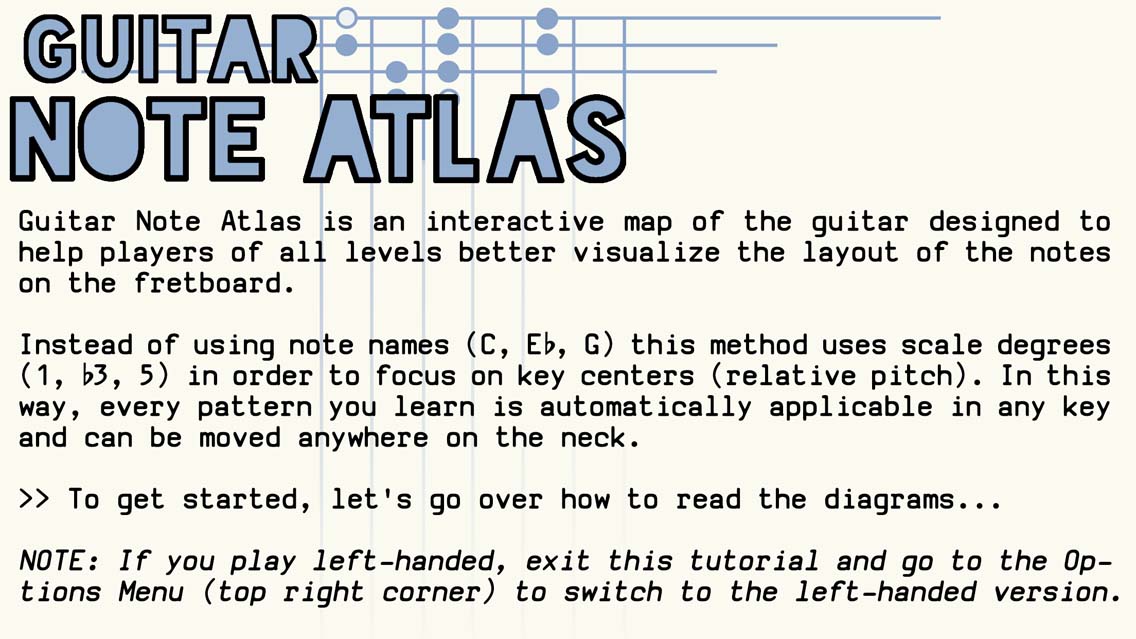 GUITAR
NOTE ATLAS
Guitar Note Atlas is an interactive map of the guitar designed to
help players of all levels better visualize the layout of the notes
on the fretboard.
Instead of using note names (C, E♭, G) this method uses scale degrees
(1, ♭3, 5) in order to focus on key centers (relative pitch). In this
way, every pattern you learn is automatically applicable in any key
and can be moved anywhere on the neck.
>> To get started, let's go over how to read the diagrams...
NOTE: If you play left-handed, exit this tutorial and go to the Op-
tions Menu (top right corner) to switch to the left-handed version.